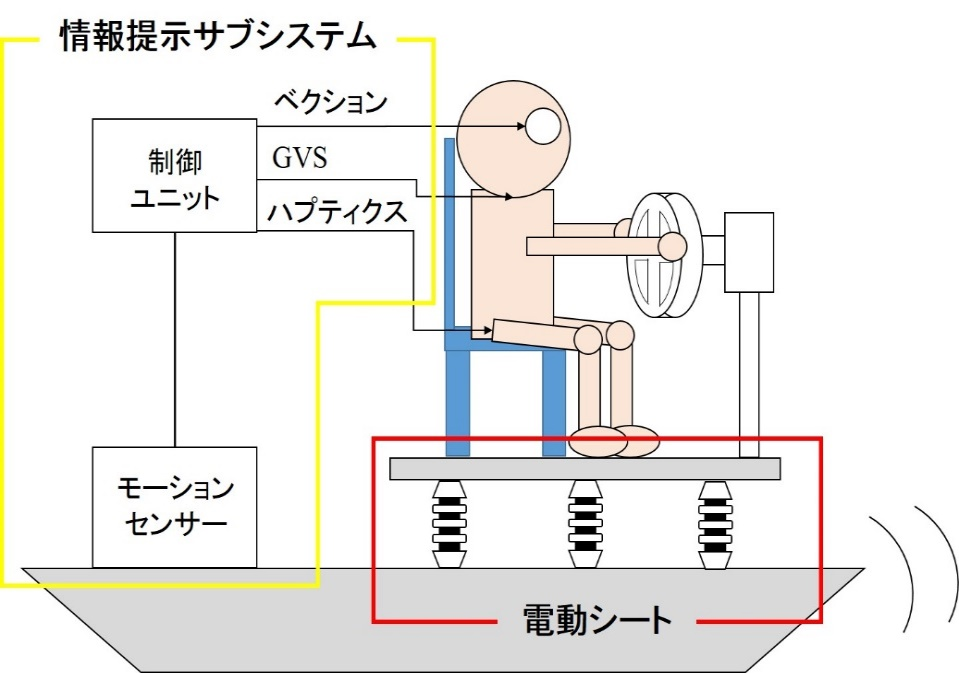 情報提示サブシステム
ベクション
制御
ユニット
GVS
ハプティクス
モーション
センサー
電動シート